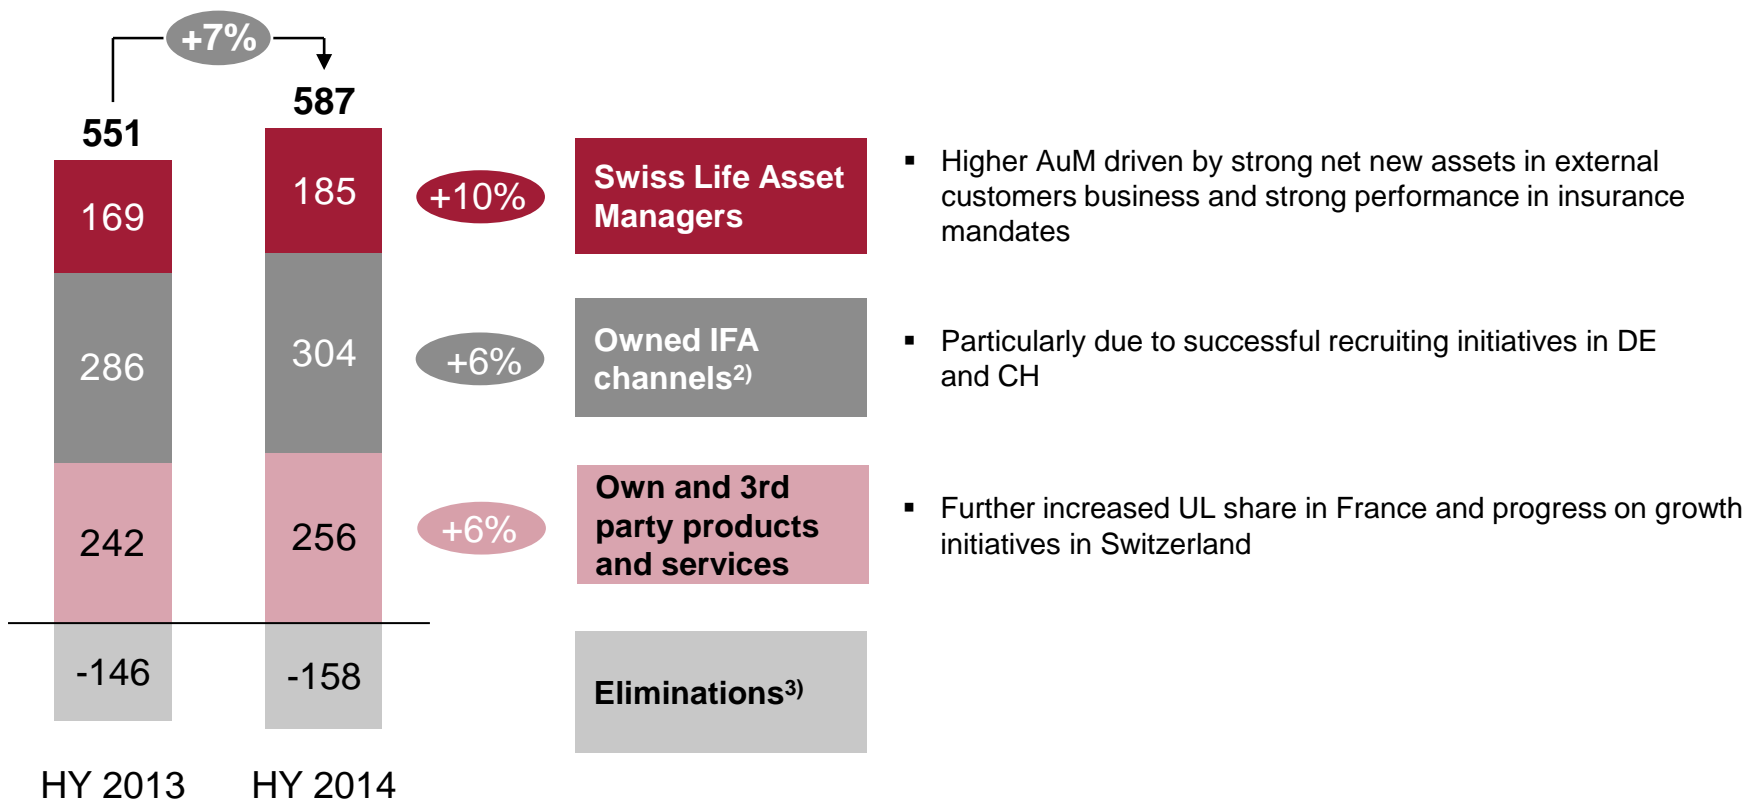 +7%
551
587
169
185
+10%
Swiss Life Asset
Managers
▪ Higher AuM driven by strong net new assets in external
customers business and strong performance in insurance
mandates
286
304
+6%
Owned IFA
channels2)
▪ Particularly due to successful recruiting initiatives in DE
and CH
242
256
+6%
Own and 3rd
party products
and services
▪ Further increased UL share in France and progress on growth
initiatives in Switzerland
-146
-158
Eliminations3)
HY 2013
HY 2014